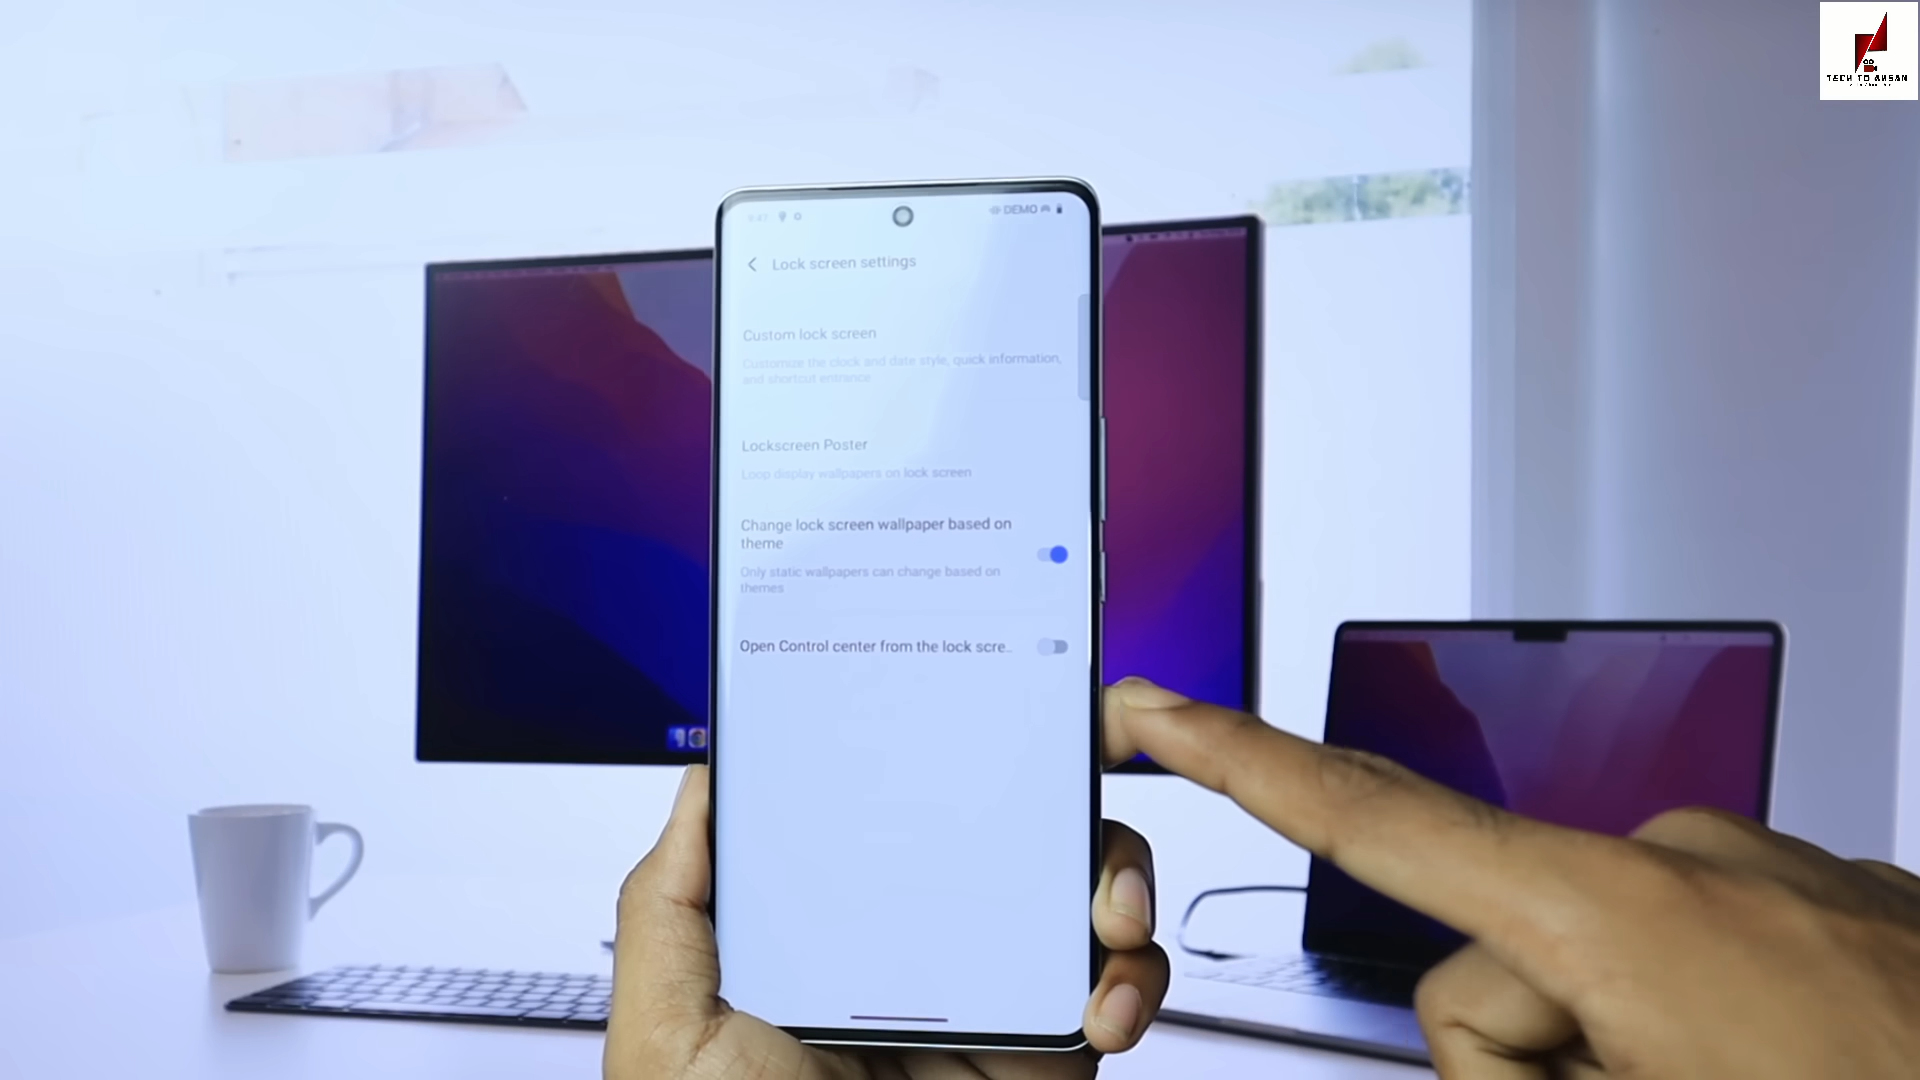 TECH TO AHSAN
DEMO
Lock screen settings
Custom lock screen
Customize the clock and date style, quick information,
and shortcut entrance
Lockscreen Poster
Loop display wallpapers on lock screen
Change lock screen wallpaper based on
theme
Only static wallpapers can change based on
themes
Open Control center from the lock scre..